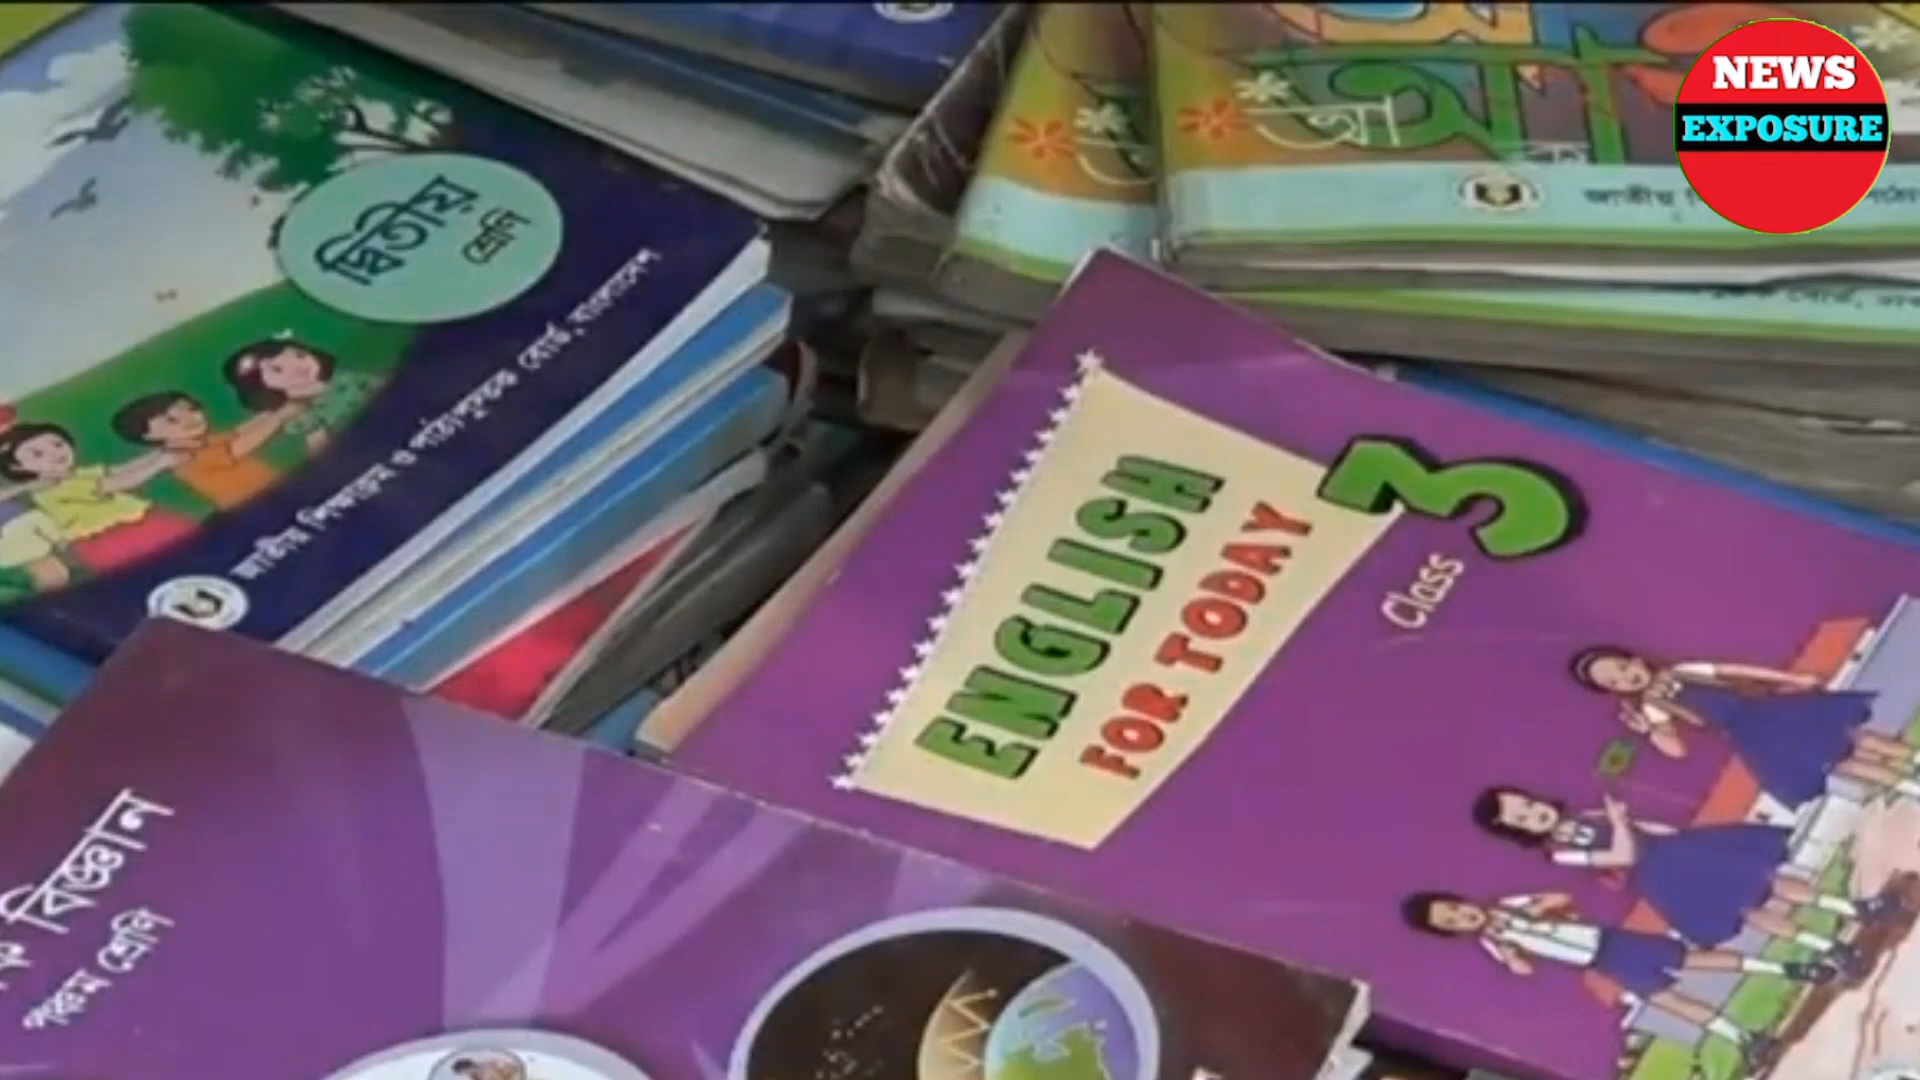 NEWS
EXPOSURE
আ
দ্বিতীয়
শ্রেণি
জাতীয় শিক্ষাক্রম ও পাঠ্যপুস্তক বোর্ড, বাংলাদেশ
জাতীয়
ENGLISH
FOR TODAY
Class 3
বিজ্ঞান
পঞ্চম শ্রেণি